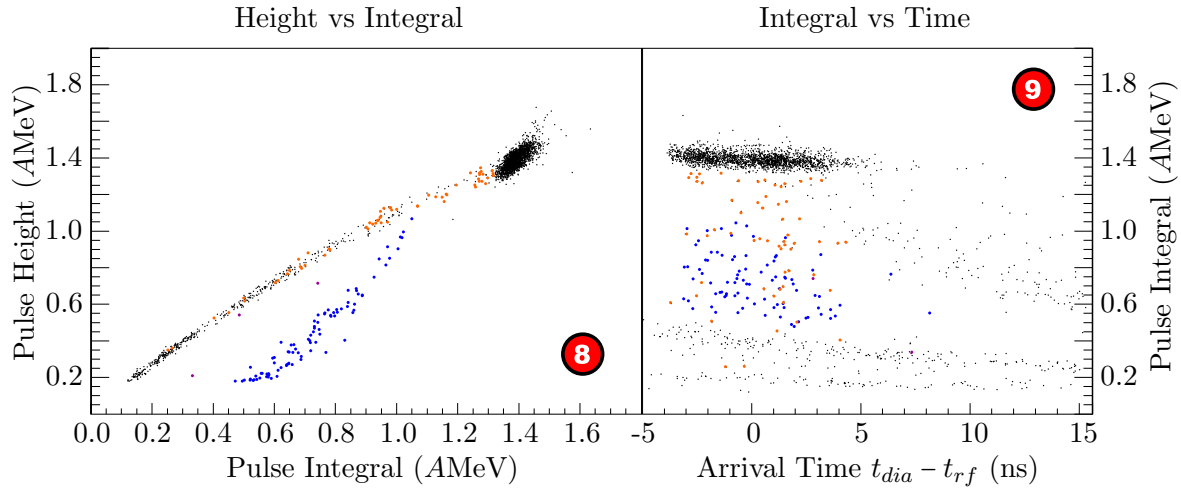 Height vs Integral
Integral vs Time
Pulse Height (AMeV)
1.8
1.4
1.0
0.6
0.2
8
0.0 0.2 0.4 0.6 0.8 1.0 1.2 1.4 1.6
Pulse Integral (AMeV)
9
1.8
1.4
1.0
0.6
0.2
Pulse Integral (AMeV)
-5 0 5 10 15
Arrival Time t_dia – t_rf (ns)